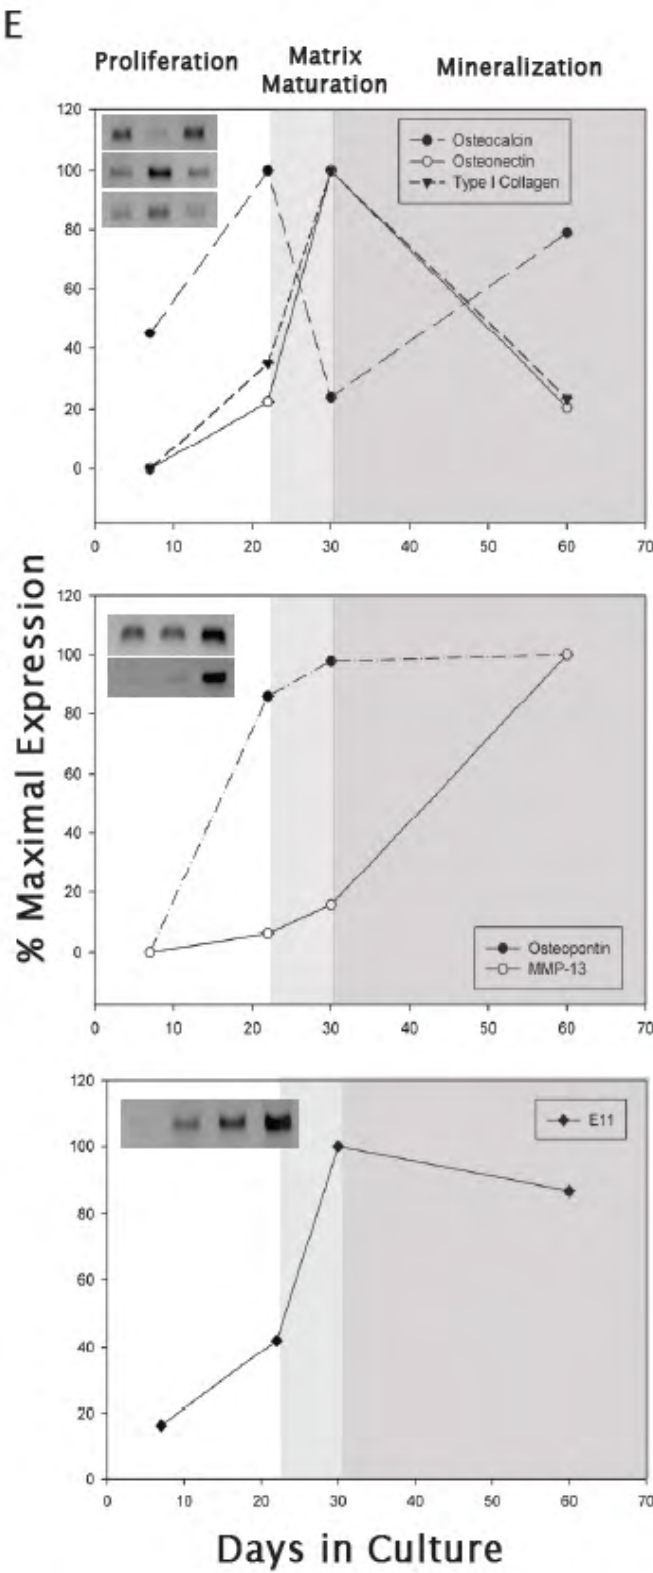 E
Proliferation
Matrix
Maturation
Mineralization
120
100
80
60
40
20
0
Osteocalcin
Osteonectin
Type I Collagen
0 10 20 30 40 50 60 70
% Maximal Expression
120
100
80
60
40
20
0
Osteopontin
MMP-13
0 10 20 30 40 50 60 70
120
100
80
60
40
20
0
E11
0 10 20 30 40 50 60 70
Days in Culture